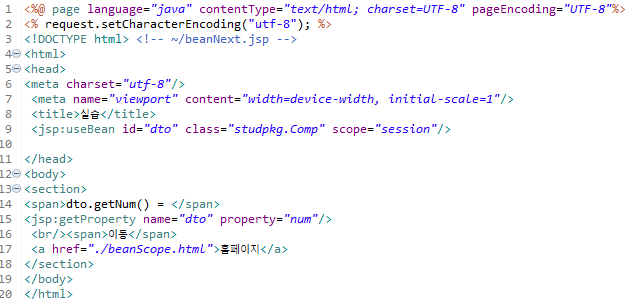 1 <%@ page language="java" contentType="text/html; charset=UTF-8" pageEncoding="UTF-8"%>
2 <% request.setCharacterEncoding("utf-8"); %>
3 <!DOCTYPE html> <!-- ~/beanNext.jsp -->
4 <html>
5 <head>
6 <meta charset="utf-8"/>
7 <meta name="viewport" content="width=device-width, initial-scale=1"/>
8 <title>실습</title>
9 <jsp:useBean id="dto" class="studpkg.Comp" scope="session"/>
10
11 </head>
12 <body>
13 <section>
14 <span>dto.getNum() = </span>
15 <jsp:getProperty name="dto" property="num"/>
16 <br/><span>이동</span>
17 <a href="./beanScope.html">홈페이지</a>
18 </section>
19 </body>
20 </html>